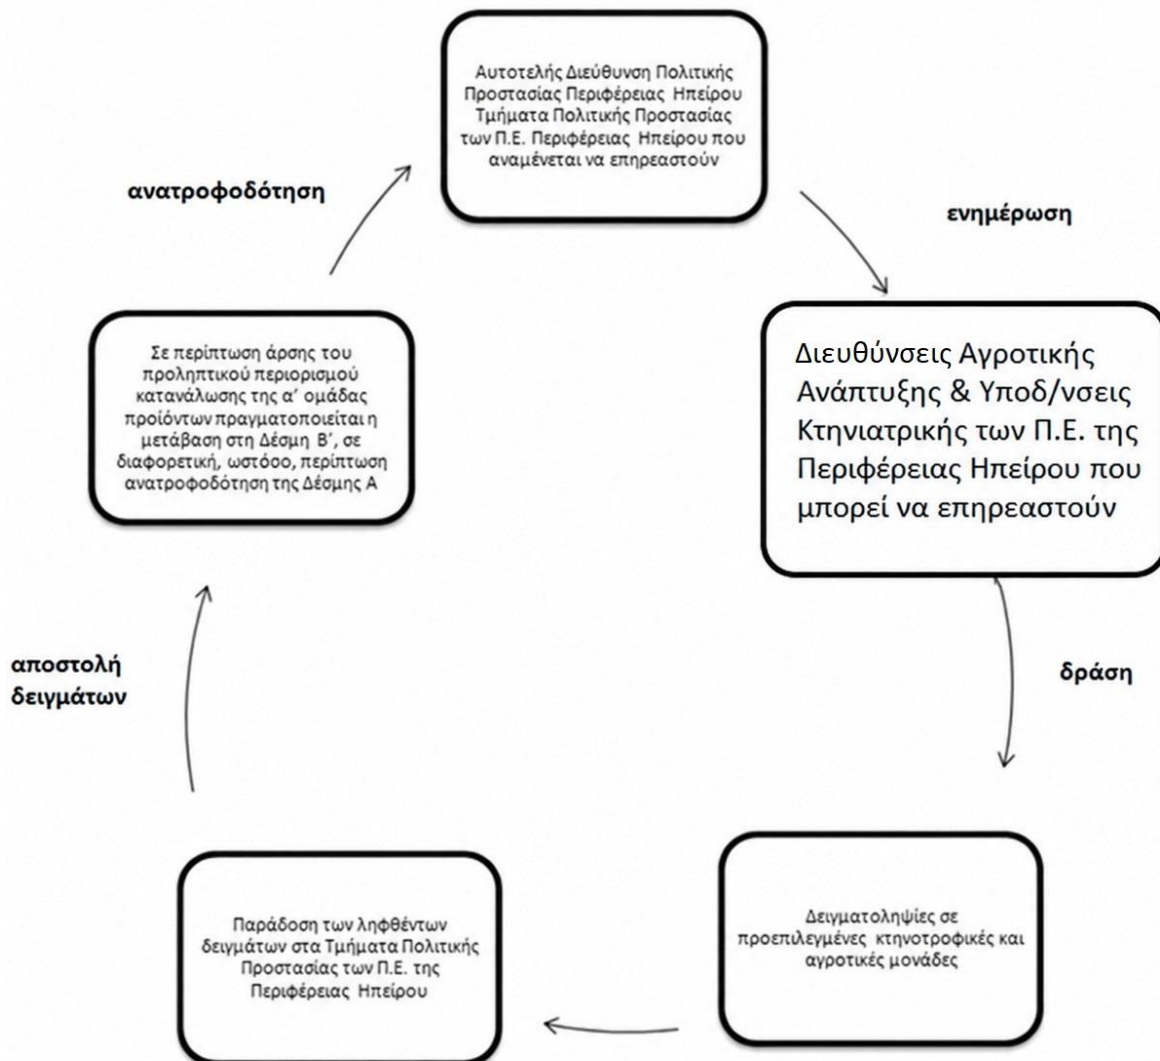 Αυτοτελής Διεύθυνση Πολιτικής
Προστασίας Περιφέρειας Ηπείρου
Τμήματα Πολιτικής Προστασίας
των Π.Ε. Περιφέρειας Ηπείρου που
αναμένεται να επηρεαστούν
ενημέρωση
Διευθύνσεις Αγροτικής
Ανάπτυξης & Υποδ/νσεις
Κτηνιατρικής των Π.Ε. της
Περιφέρειας Ηπείρου που
μπορεί να επηρεαστούν
δράση
Δειγματοληψίες σε
προεπιλεγμένες κτηνοτροφικές και
αγροτικές μονάδες
Παράδοση των ληφθέντων
δειγμάτων στα Τμήματα Πολιτικής
Προστασίας των Π.Ε. της
Περιφέρειας Ηπείρου
αποστολή
δειγμάτων
Σε περίπτωση άρσης του
προληπτικού περιορισμού
κατανάλωσης της α' ομάδας
προϊόντων πραγματοποιείται η
μετάβαση στη Δέσμη Β', σε
διαφορετική, ωστόσο, περίπτωση
ανατροφοδότηση της Δέσμης Α
ανατροφοδότηση